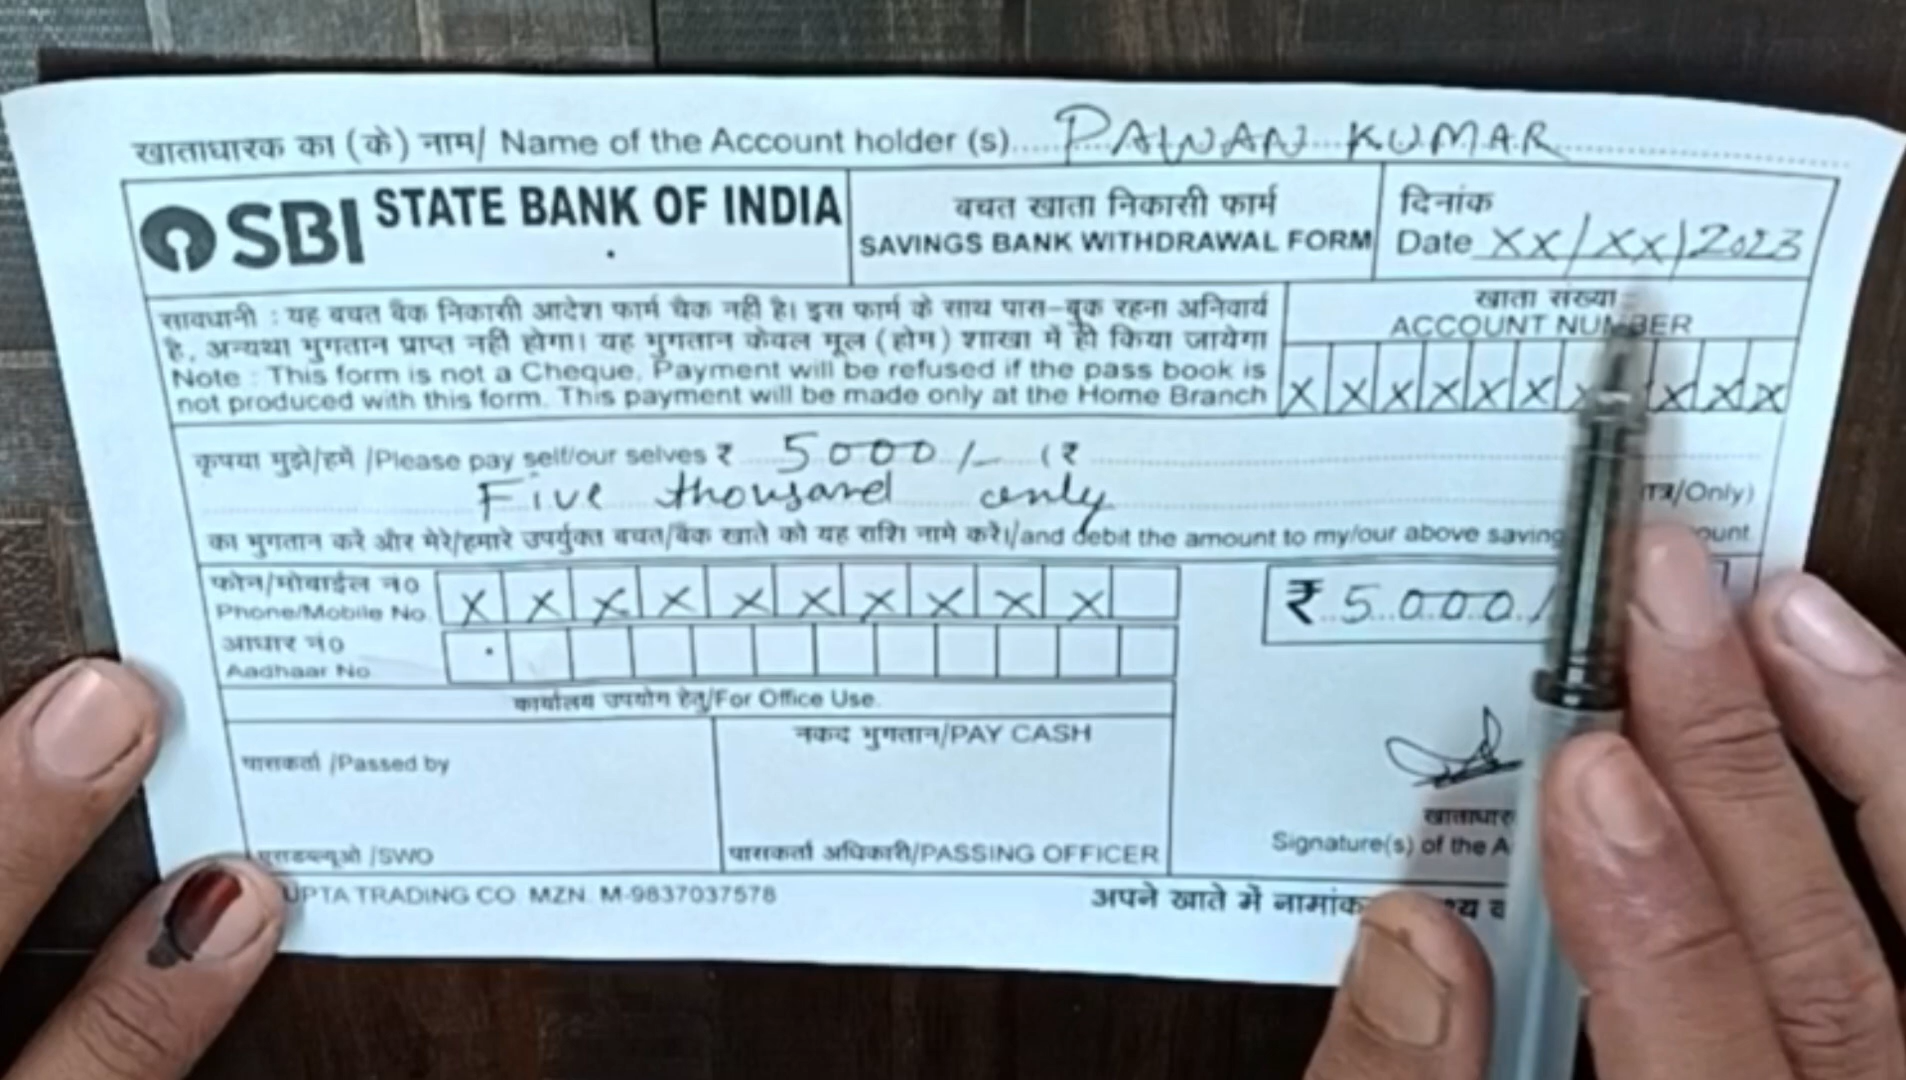 खाताधारक का (के) नाम/ Name of the Account holder (s) PAWAN KUMAR
SBI STATE BANK OF INDIA
बचत खाता निकासी फार्म
SAVINGS BANK WITHDRAWAL FORM
दिनांक
Date XX/XX/2023
सावधानी : यह बचत बैंक निकासी आदेश फार्म चैक नहीं है। इस फार्म के साथ पास-बुक रहना अनिवार्य
है, अन्यथा भुगतान प्राप्त नहीं होगा। यह भुगतान केवल मूल (होम) शाखा में ही किया जायेगा
Note : This form is not a Cheque, Payment will be refused if the pass book is
not produced with this form. This payment will be made only at the Home Branch
खाता संख्या
ACCOUNT NUMBER
X X X X X X X X X X
कृपया मुझे/हमें /Please pay self/our selves ₹ 5000/- (₹
Five thousand only
/Only)
का भुगतान करें और मेरे/हमारे उपर्युक्त बचत/बैंक खाते को यह राशि नामे करें।/and debit the amount to my/our above saving
फोन/मोबाईल नं०
Phone/Mobile No. X X X X X X X X X X
आधार नं०
Aadhaar No
₹ 5000/
कार्यालय उपयोग हेतु/For Office Use.
पासकर्ता /Passed by
नकद भुगतान/PAY CASH
एसडब्ल्यूओ /SWO
पासकर्ता अधिकारी/PASSING OFFICER
खाताधार
Signature(s) of the A
UPTA TRADING CO. MZN. M-9837037578
अपने खाते में नामांक